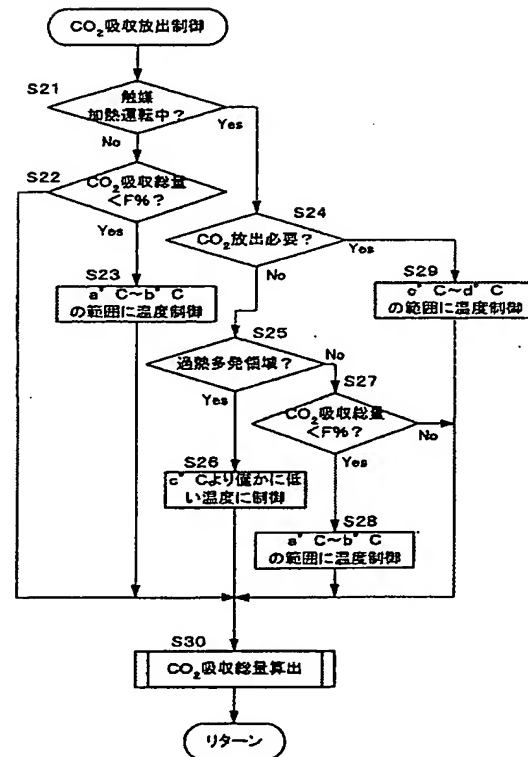 CO₂吸収放出制御
S21
触媒
加熱運転中？
Yes
No
S22
CO₂吸収総量
<F%？
Yes
S24
CO₂放出必要？
Yes
No
S23
a°C～b°C
の範囲に温度制御
S29
c°C～d°C
の範囲に温度制御
S25
過熱多発領域？
No
Yes
S27
CO₂吸収総量
<F%？
No
Yes
S26
c°Cより僅かに低
い温度に制御
S28
a°C～b°C
の範囲に温度制御
S30
CO₂吸収総量算出
リターン